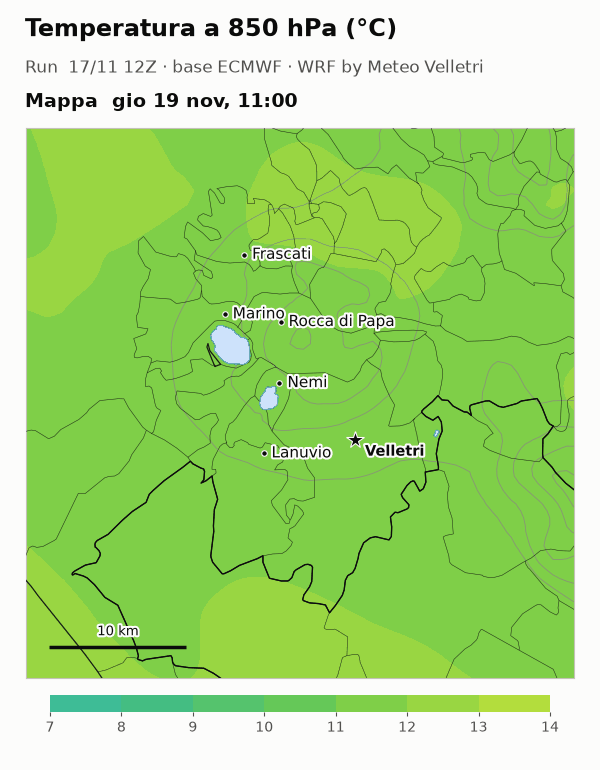 Temperatura a 850 hPa (°C)
Run 17/11 12Z · base ECMWF · WRF by Meteo Velletri
Mappa gio 19 nov, 11:00
Frascati
Marino
Rocca di Papa
Nemi
Velletri
Lanuvio
10 km
7 8 9 10 11 12 13 14